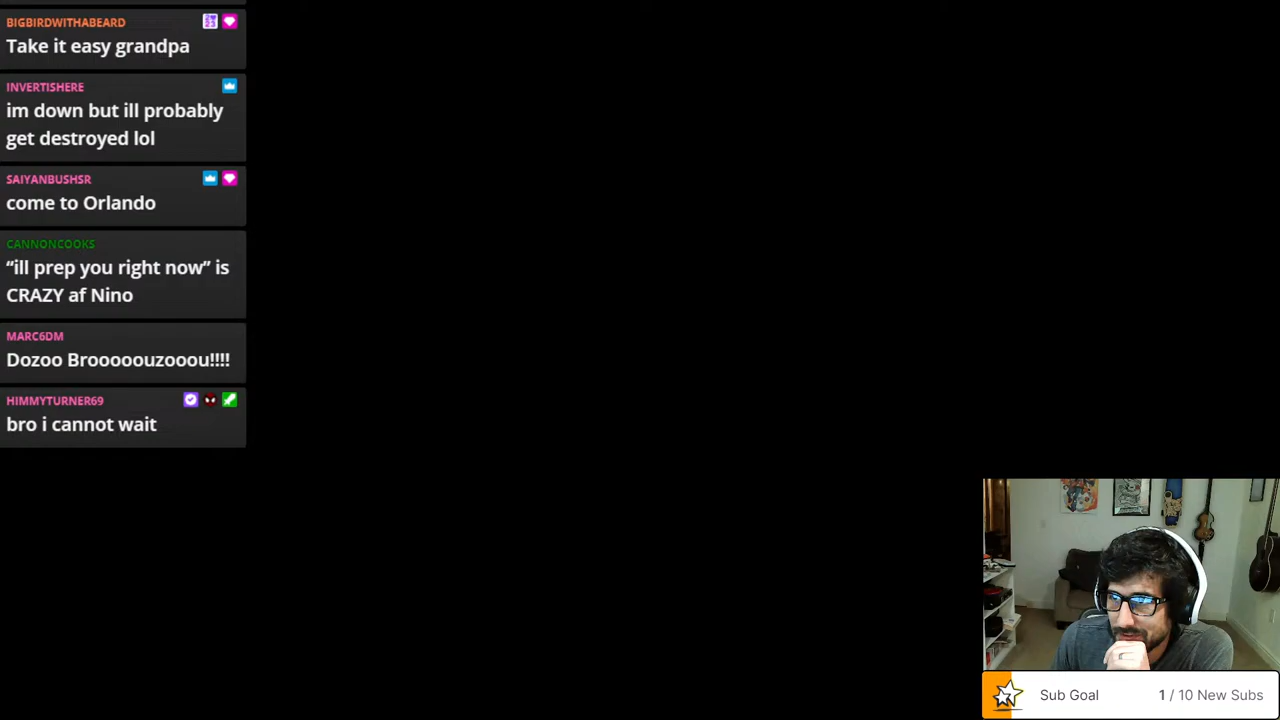 BIGBIRDWITHABEARD
Take it easy grandpa
INVERTISHERE
im down but ill probably
get destroyed lol
SAIYANBUSHSR
come to Orlando
CANNONCOOKS
“ill prep you right now” is
CRAZY af Nino
MARC6DM
Dozoo Broooouzooou!!!!
HIMMYTURNER69
bro i cannot wait
Sub Goal 1 / 10 New Subs